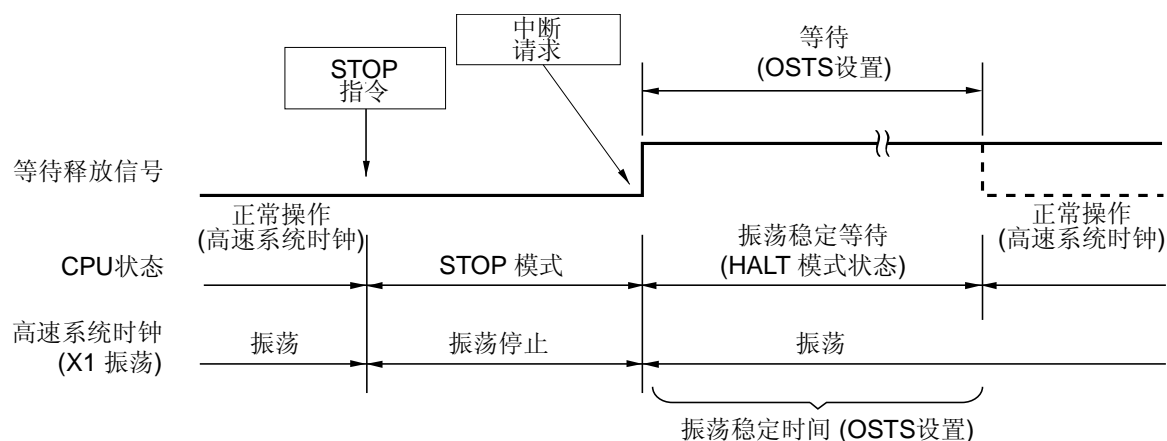 中断
请求
等待
(OSTS设置)
STOP
指令
等待释放信号
正常操作
(高速系统时钟)
振荡稳定等待
(HALT 模式状态)
正常操作
(高速系统时钟)
CPU状态
STOP 模式
高速系统时钟
(X1 振荡)
振荡
振荡停止
振荡
振荡稳定时间 (OSTS设置)